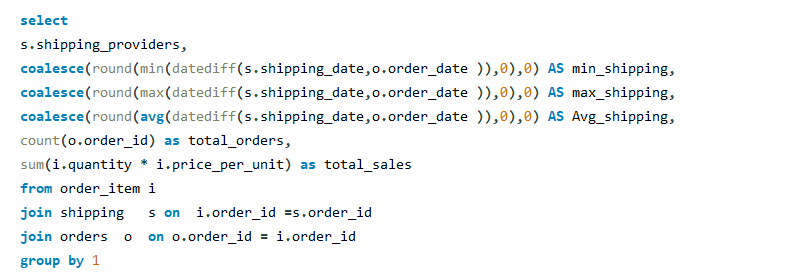 select
s.shipping_providers,
coalesce(round(min(datediff(s.shipping_date,o.order_date )),0),0) AS min_shipping,
coalesce(round(max(datediff(s.shipping_date,o.order_date )),0),0) AS max_shipping,
coalesce(round(avg(datediff(s.shipping_date,o.order_date )),0),0) AS Avg_shipping,
count(o.order_id) as total_orders,
sum(i.quantity * i.price_per_unit) as total_sales
from order_item i
join shipping   s on  i.order_id =s.order_id
join orders  o  on o.order_id = i.order_id
group by 1